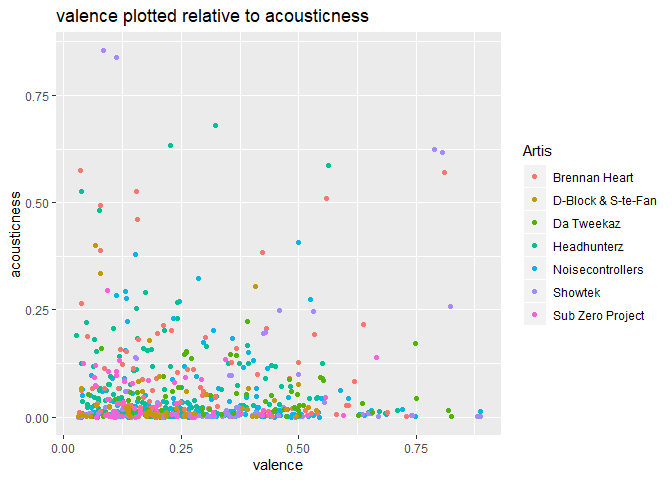 valence plotted relative to acousticness
acousticness
0.75
0.50
0.25
0.00
0.00 0.25 0.50 0.75
valence
Artis
Brennan Heart
D-Block & S-te-Fan
Da Tweekaz
Headhunterz
Noisecontrollers
Showtek
Sub Zero Project